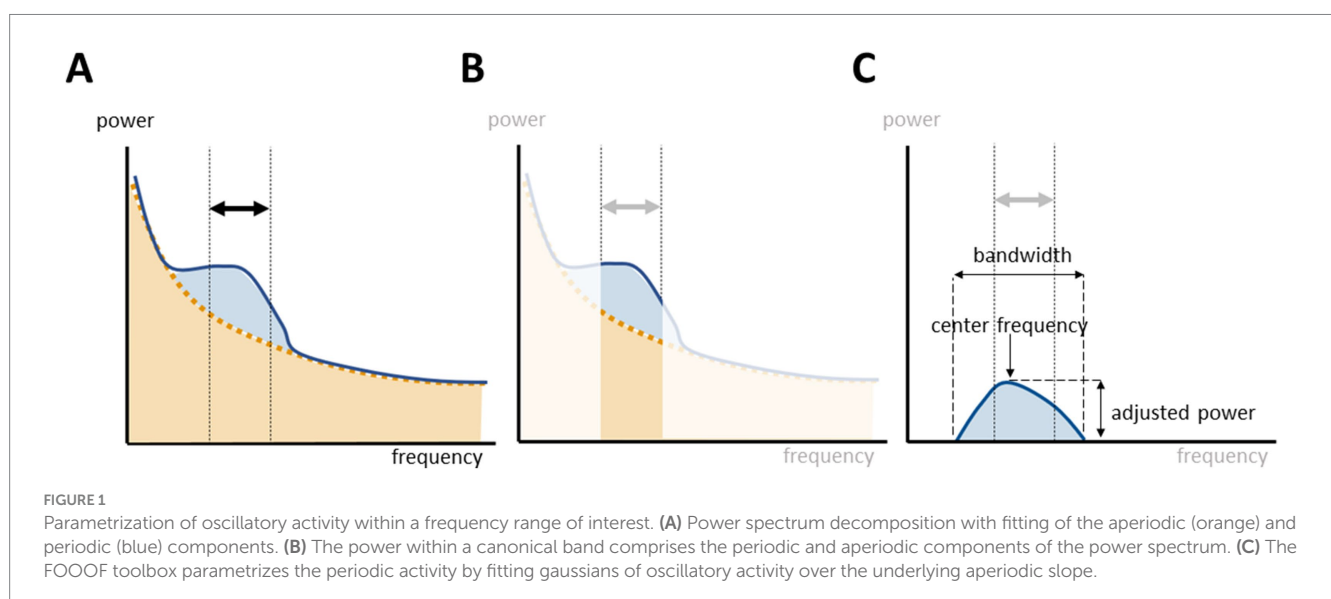 A
B
C
power
power
power
bandwidth
center frequency
adjusted power
frequency
frequency
frequency
FIGURE 1
Parametrization of oscillatory activity within a frequency range of interest. (A) Power spectrum decomposition with fitting of the aperiodic (orange) and
periodic (blue) components. (B) The power within a canonical band comprises the periodic and aperiodic components of the power spectrum. (C) The
FOOOF toolbox parametrizes the periodic activity by fitting gaussians of oscillatory activity over the underlying aperiodic slope.